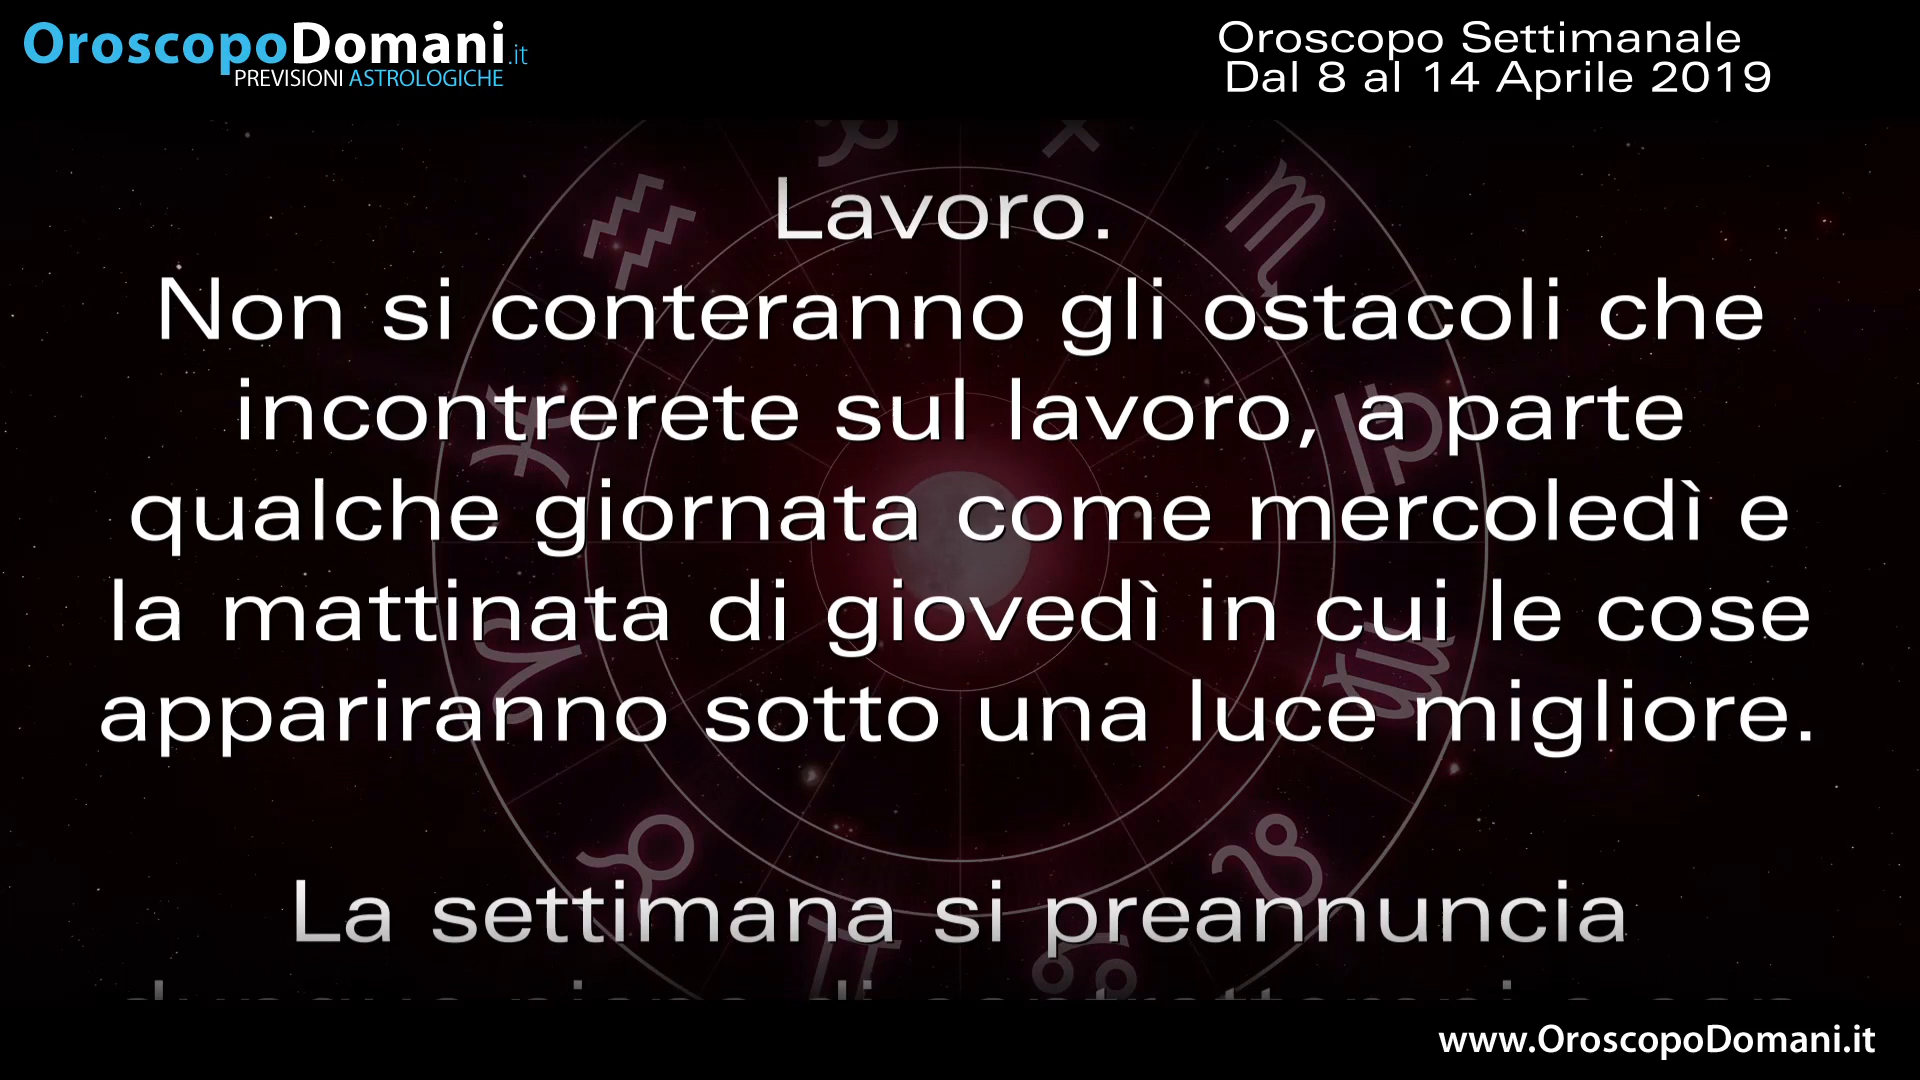 OroscopoDomani.it
PREVISIONI ASTROLOGICHE
Oroscopo Settimanale
Dal 8 al 14 Aprile 2019
Lavoro.
Non si conteranno gli ostacoli che
incontrerete sul lavoro, a parte
qualche giornata come mercoledì e
la mattinata di giovedì in cui le cose
appariranno sotto una luce migliore.
La settimana si preannuncia
www.OroscopoDomani.it